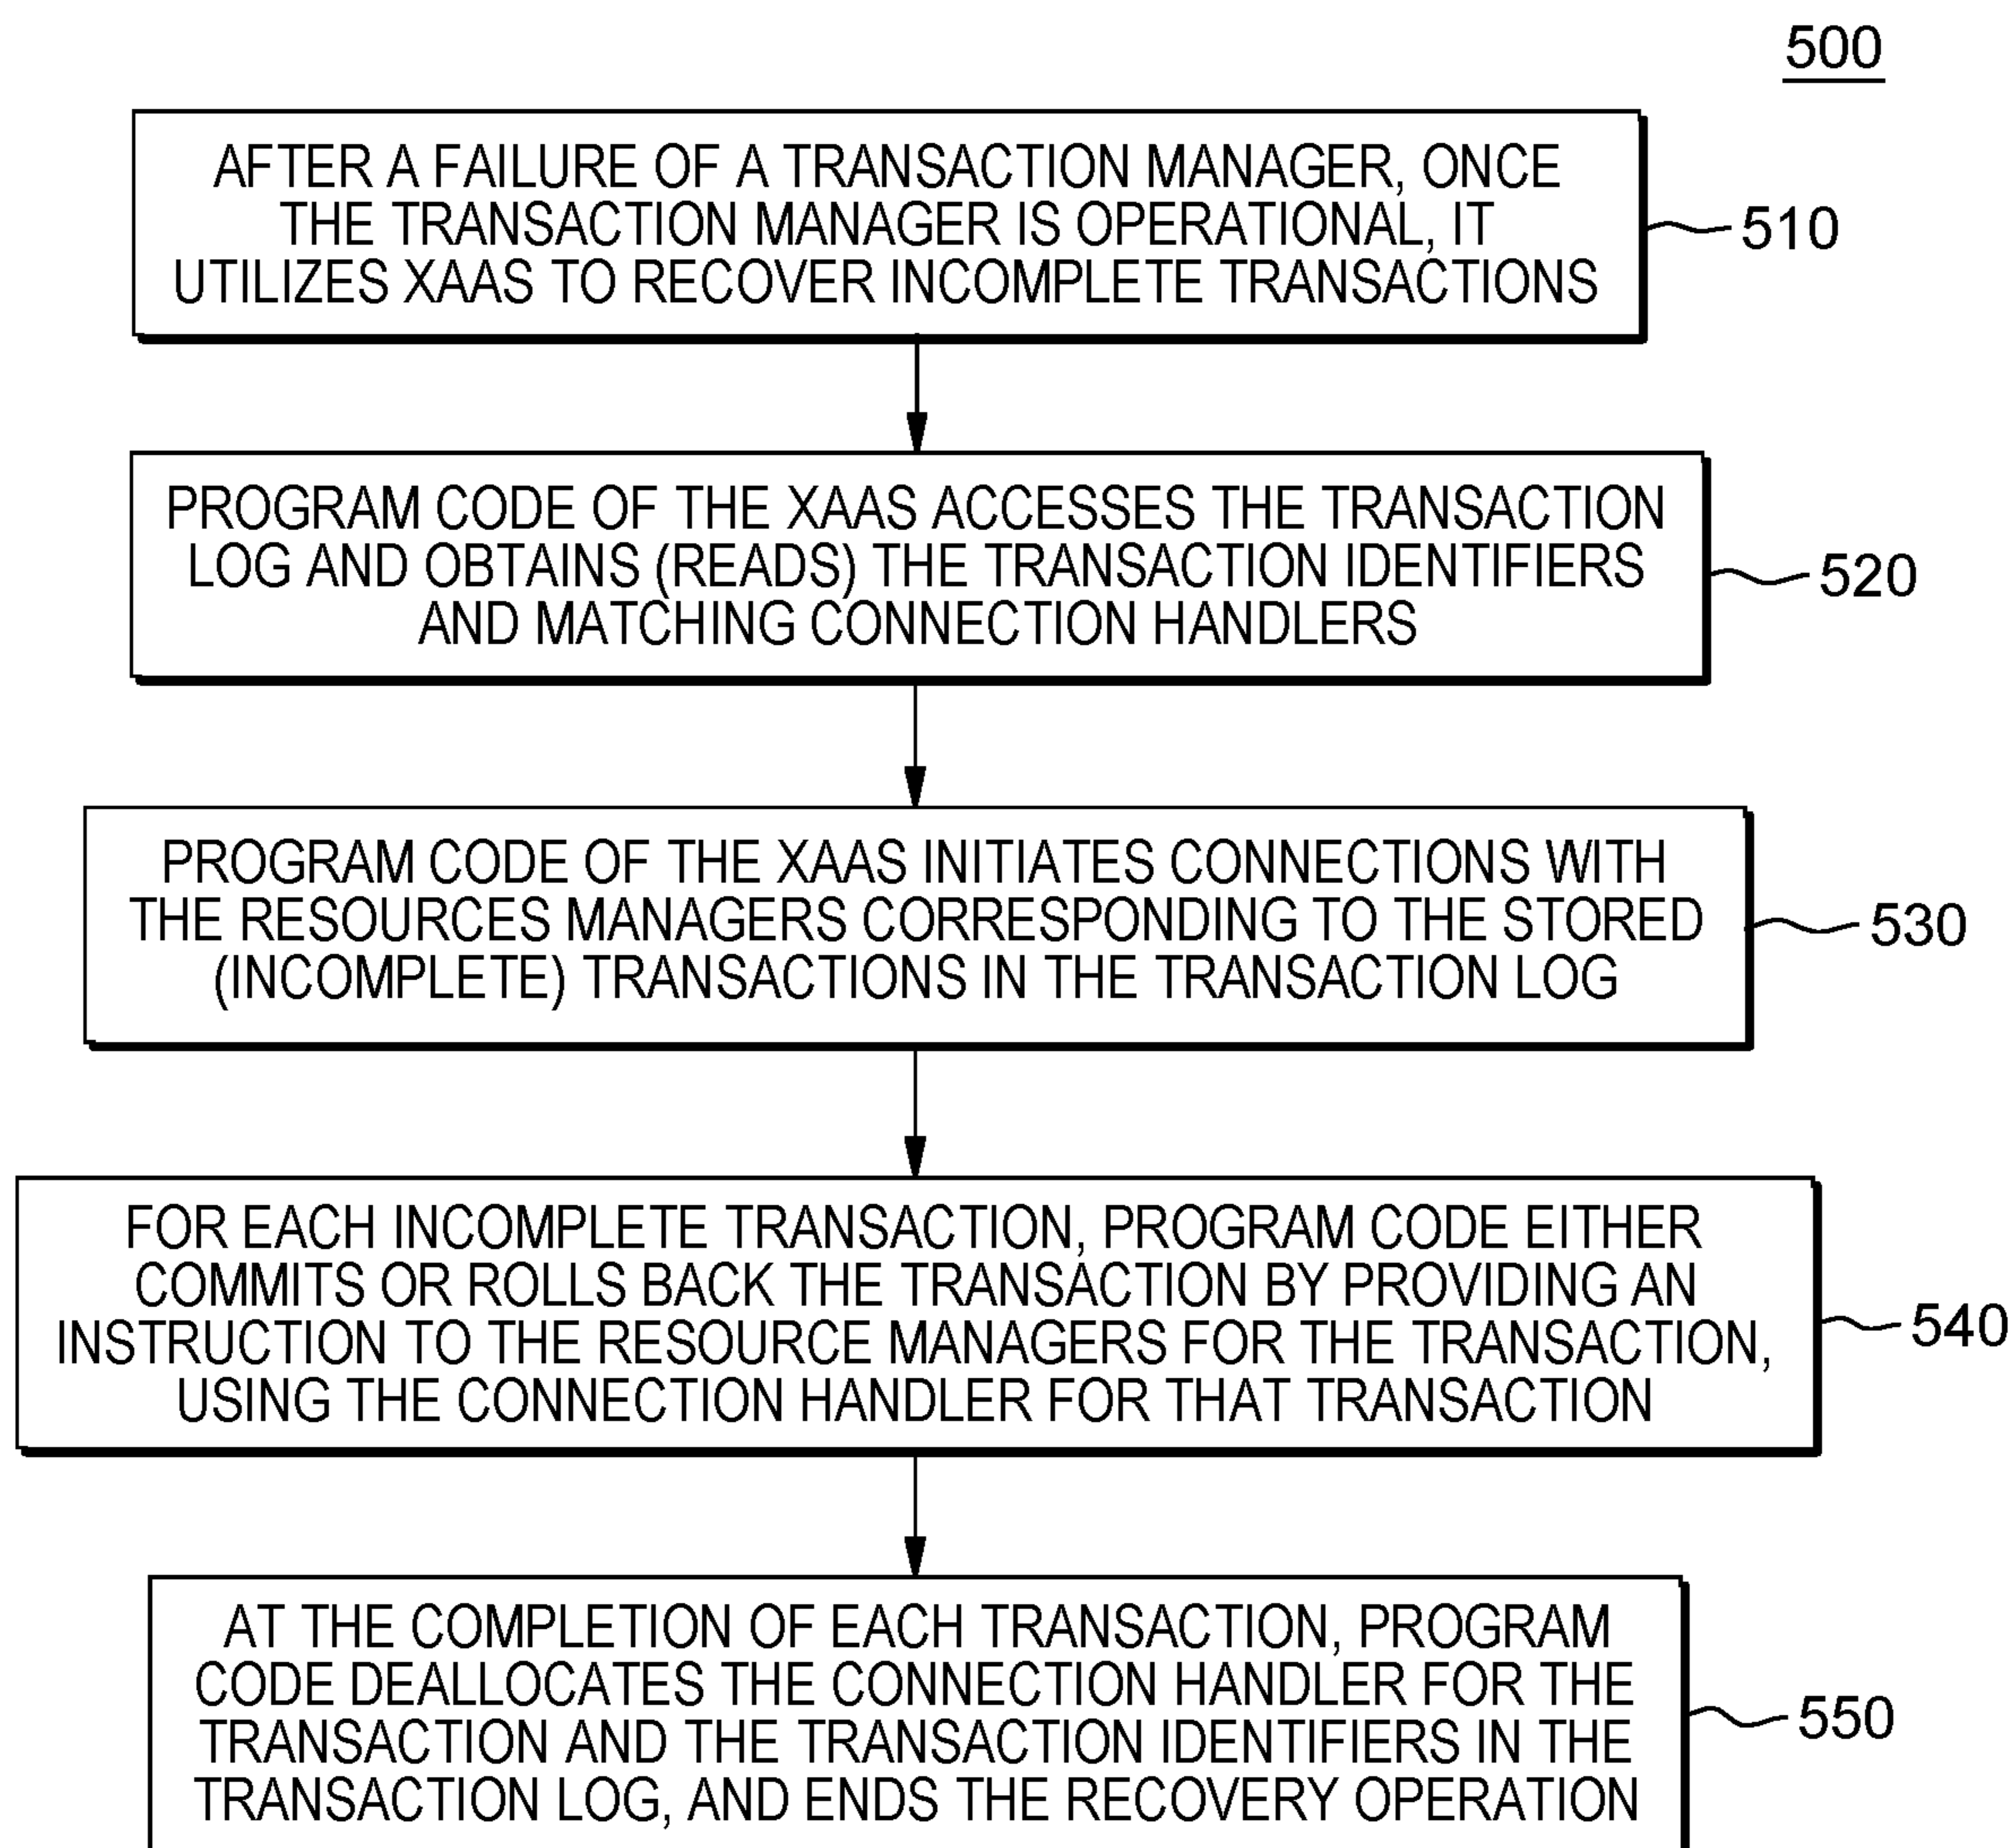 500
AFTER A FAILURE OF A TRANSACTION MANAGER, ONCE
THE TRANSACTION MANAGER IS OPERATIONAL, IT
UTILIZES XAAS TO RECOVER INCOMPLETE TRANSACTIONS
510
PROGRAM CODE OF THE XAAS ACCESSES THE TRANSACTION
LOG AND OBTAINS (READS) THE TRANSACTION IDENTIFIERS
AND MATCHING CONNECTION HANDLERS
520
PROGRAM CODE OF THE XAAS INITIATES CONNECTIONS WITH
THE RESOURCES MANAGERS CORRESPONDING TO THE STORED
(INCOMPLETE) TRANSACTIONS IN THE TRANSACTION LOG
530
FOR EACH INCOMPLETE TRANSACTION, PROGRAM CODE EITHER
COMMITS OR ROLLS BACK THE TRANSACTION BY PROVIDING AN
INSTRUCTION TO THE RESOURCE MANAGERS FOR THE TRANSACTION,
USING THE CONNECTION HANDLER FOR THAT TRANSACTION
540
AT THE COMPLETION OF EACH TRANSACTION, PROGRAM
CODE DEALLOCATES THE CONNECTION HANDLER FOR THE
TRANSACTION AND THE TRANSACTION IDENTIFIERS IN THE
TRANSACTION LOG, AND ENDS THE RECOVERY OPERATION
550